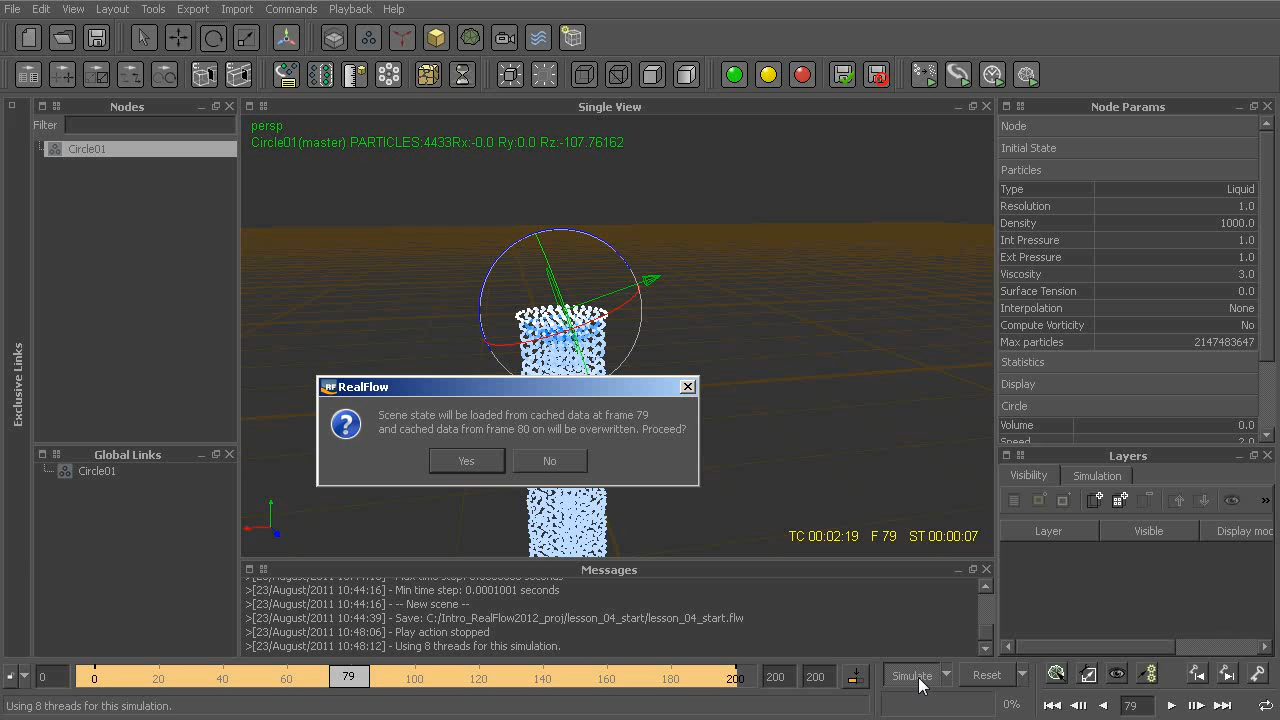 File Edit View Layout Tools Export Import Commands Playback Help
Nodes
Filter
Circle01
Exclusive Links
Global Links
Circle01
Single View
persp
Circle01(master) PARTICLES:4433Rx:-0.0 Ry:0.0 Rz:-107.76162
RealFlow
Scene state will be loaded from cached data at frame 79
and cached data from frame 80 on will be overwritten. Proceed?
Yes No
TC 00:02:19 F 79 ST 00:00:07
Node Params
Node
Initial State
Particles
Type Liquid
Resolution 1.0
Density 1000.0
Int Pressure 1.0
Ext Pressure 1.0
Viscosity 3.0
Surface Tension 0.0
Interpolation None
Compute Vorticity No
Max particles 2147483647
Statistics
Display
Circle
Volume 0.0
Speed 2.0
Layers
Visibility Simulation
Layer Visible Display mod
Messages
>[23/August/2011 10:44:16] - Min time step: 0.0001001 seconds
>[23/August/2011 10:44:16] - -- New scene --
>[23/August/2011 10:44:39] - Save: C:/Intro_RealFlow2012_proj/lesson_04_start/lesson_04_start.flw
>[23/August/2011 10:48:06] - Play action stopped
>[23/August/2011 10:48:12] - Using 8 threads for this simulation.
0 0 20 40 60 79 100 120 140 160 180 200 200 200
Simulate Reset
Using 8 threads for this simulation.
0% 79